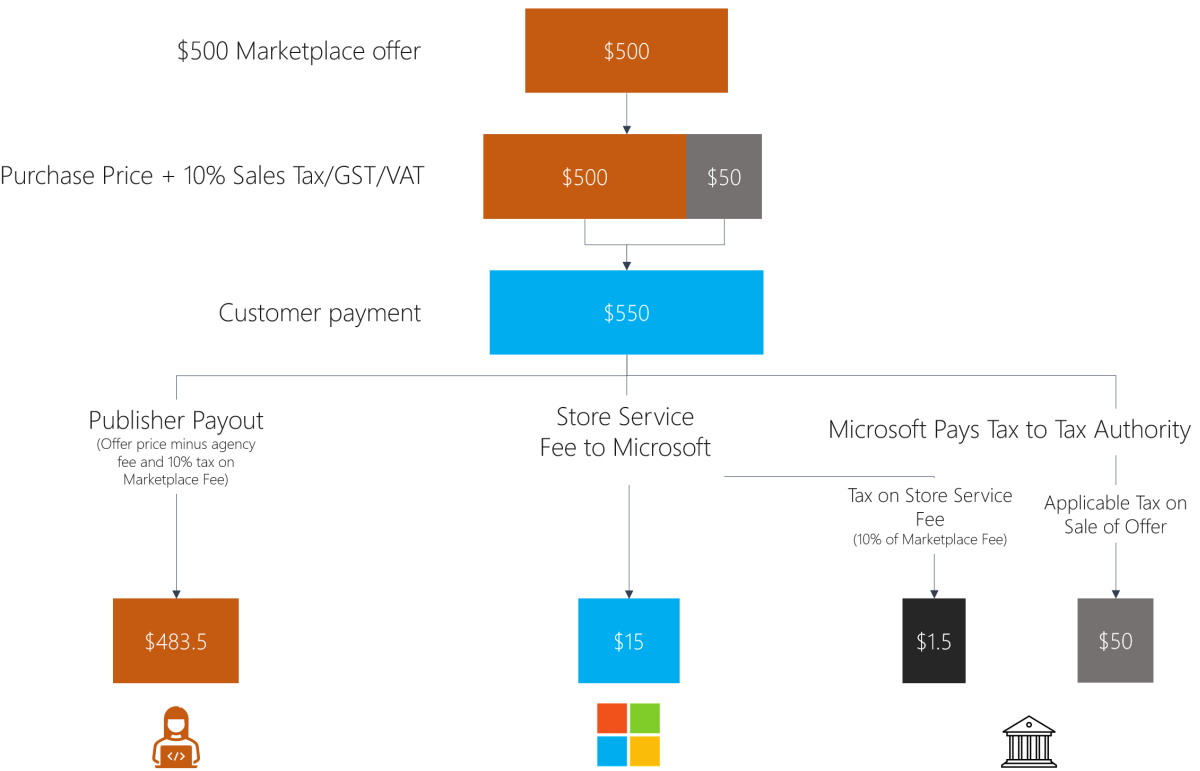 $500 Marketplace offer
$500
Purchase Price + 10% Sales Tax/GST/VAT
$500
$50
Customer payment
$550
Publisher Payout
(Offer price minus agency
fee and 10% tax on
Marketplace Fee)
Store Service
Fee to Microsoft
Microsoft Pays Tax to Tax Authority
Tax on Store Service
Fee
(10% of Marketplace Fee)
Applicable Tax on
Sale of Offer
$483.5
$15
$1.5
$50
</>